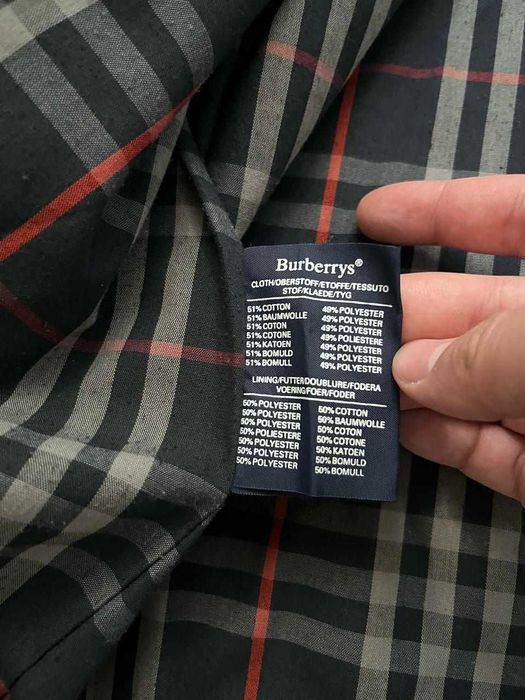 Burberrys®
CLOTH/OBERSTOFF/ETOFFE/TESSUTO
STOF/KLAEDE/TYG
51% COTTON 49% POLYESTER
51% BAUMWOLLE 49% POLYESTER
51% COTON 49% POLYESTER
51% COTONE 49% POLIESTERE
51% KATOEN 49% POLYESTER
51% BOMULD 49% POLYESTER
51% BOMULL 49% POLYESTER
LINING/FUTTER/DOUBLURE/FODERA
VOERING/FOER/FODER
50% POLYESTER 50% COTTON
50% POLYESTER 50% BAUMWOLLE
50% POLYESTER 50% COTON
50% POLIESTERE 50% COTONE
50% POLYESTER 50% KATOEN
50% POLYESTER 50% BOMULD
50% POLYESTER 50% BOMULL